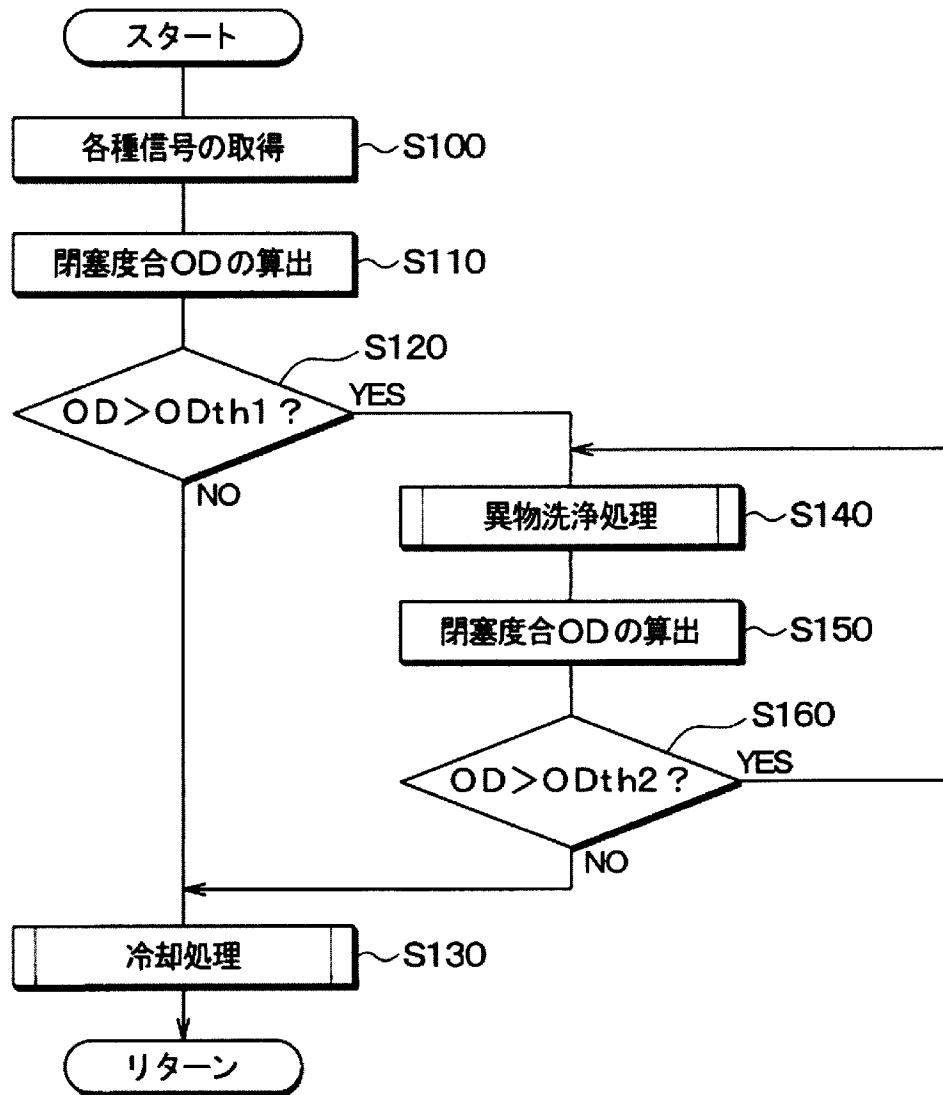 スタート
各種信号の取得
S100
閉塞度合ODの算出
S110
S120
OD>ODth1?
YES
NO
異物洗浄処理
S140
閉塞度合ODの算出
S150
S160
OD>ODth2?
YES
NO
冷却処理
S130
リターン